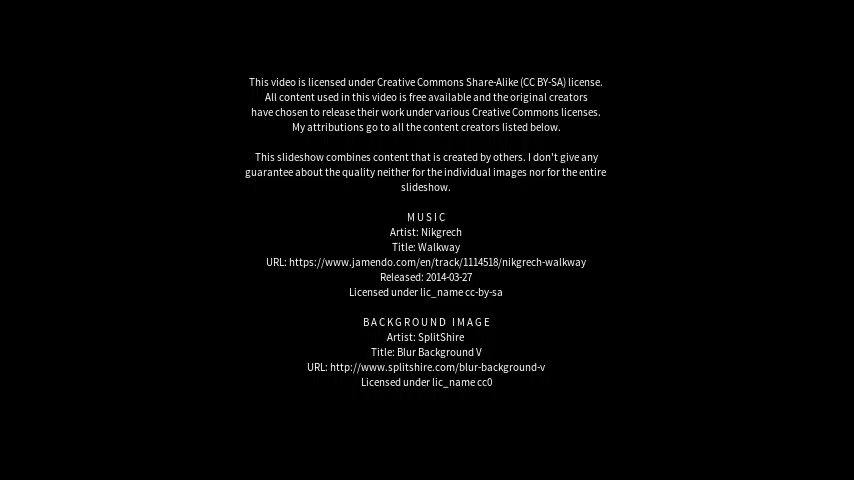 This video is licensed under Creative Commons Share-Alike (CC BY-SA) license.
All content used in this video is free available and the original creators
have chosen to release their work under various Creative Commons licenses.
My attributions go to all the content creators listed below.
This slideshow combines content that is created by others. I don't give any
guarantee about the quality neither for the individual images nor for the entire
slideshow.
MUSIC
Artist: Nikgrech
Title: Walkway
URL: https://www.jamendo.com/en/track/1114518/nikgrech-walkway
Released: 2014-03-27
Licensed under lic_name cc-by-sa
BACKGROUND IMAGE
Artist: SplitShire
Title: Blur Background V
URL: http://www.splitshire.com/blur-background-v
Licensed under lic_name cc0